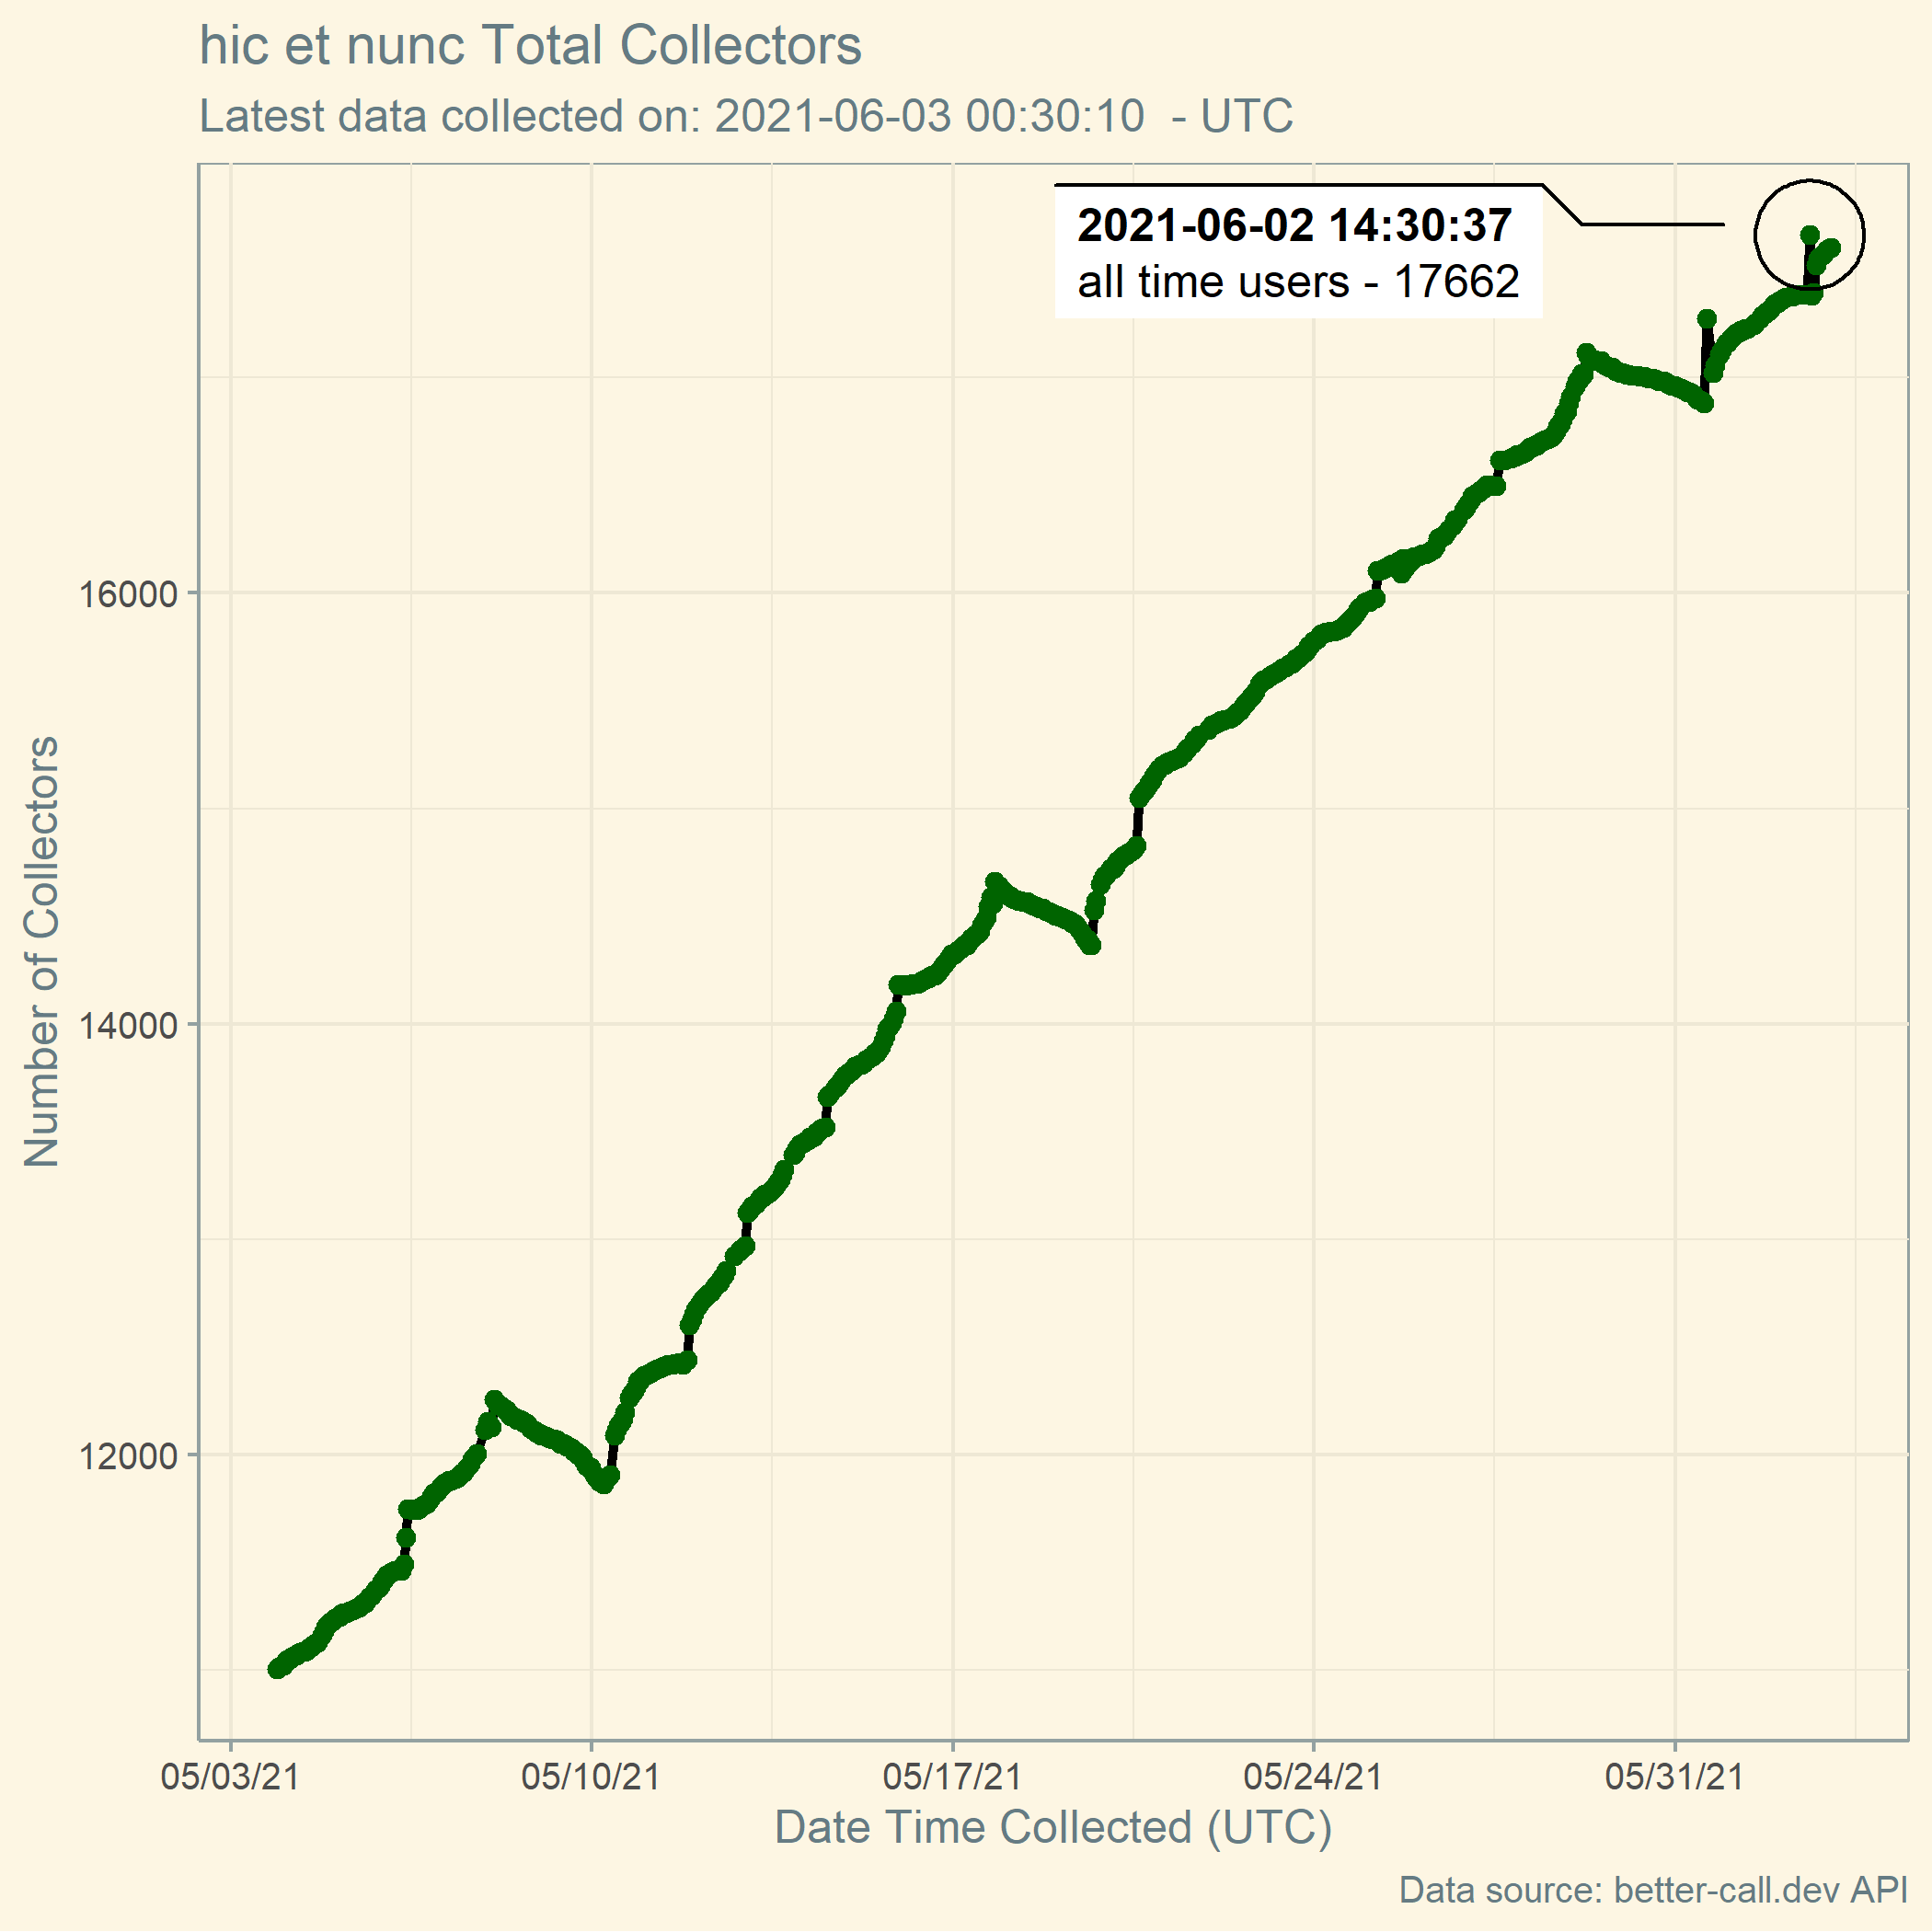 hic et nunc Total Collectors
Latest data collected on: 2021-06-03 00:30:10  - UTC
2021-06-02 14:30:37
all time users - 17662
Number of Collectors
16000
14000
12000
05/03/21
05/10/21
05/17/21
05/24/21
05/31/21
Date Time Collected (UTC)
Data source: better-call.dev API